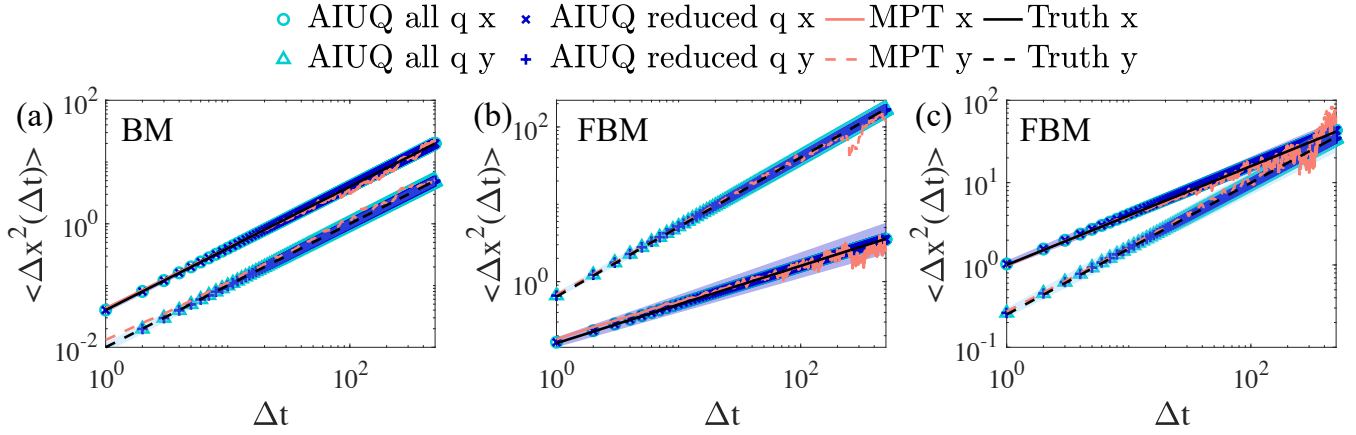 AIUQ all q x AIUQ reduced q x MPT x Truth x
AIUQ all q y AIUQ reduced q y MPT y Truth y
(a) BM
<Δx²(Δt)>
10²
10⁰
10⁻²
10⁰ 10²
Δt
(b) FBM
<Δx²(Δt)>
10²
10⁰
10⁰ 10²
Δt
(c) FBM
<Δx²(Δt)>
10²
10¹
10⁰
10⁻¹
10⁰ 10²
Δt